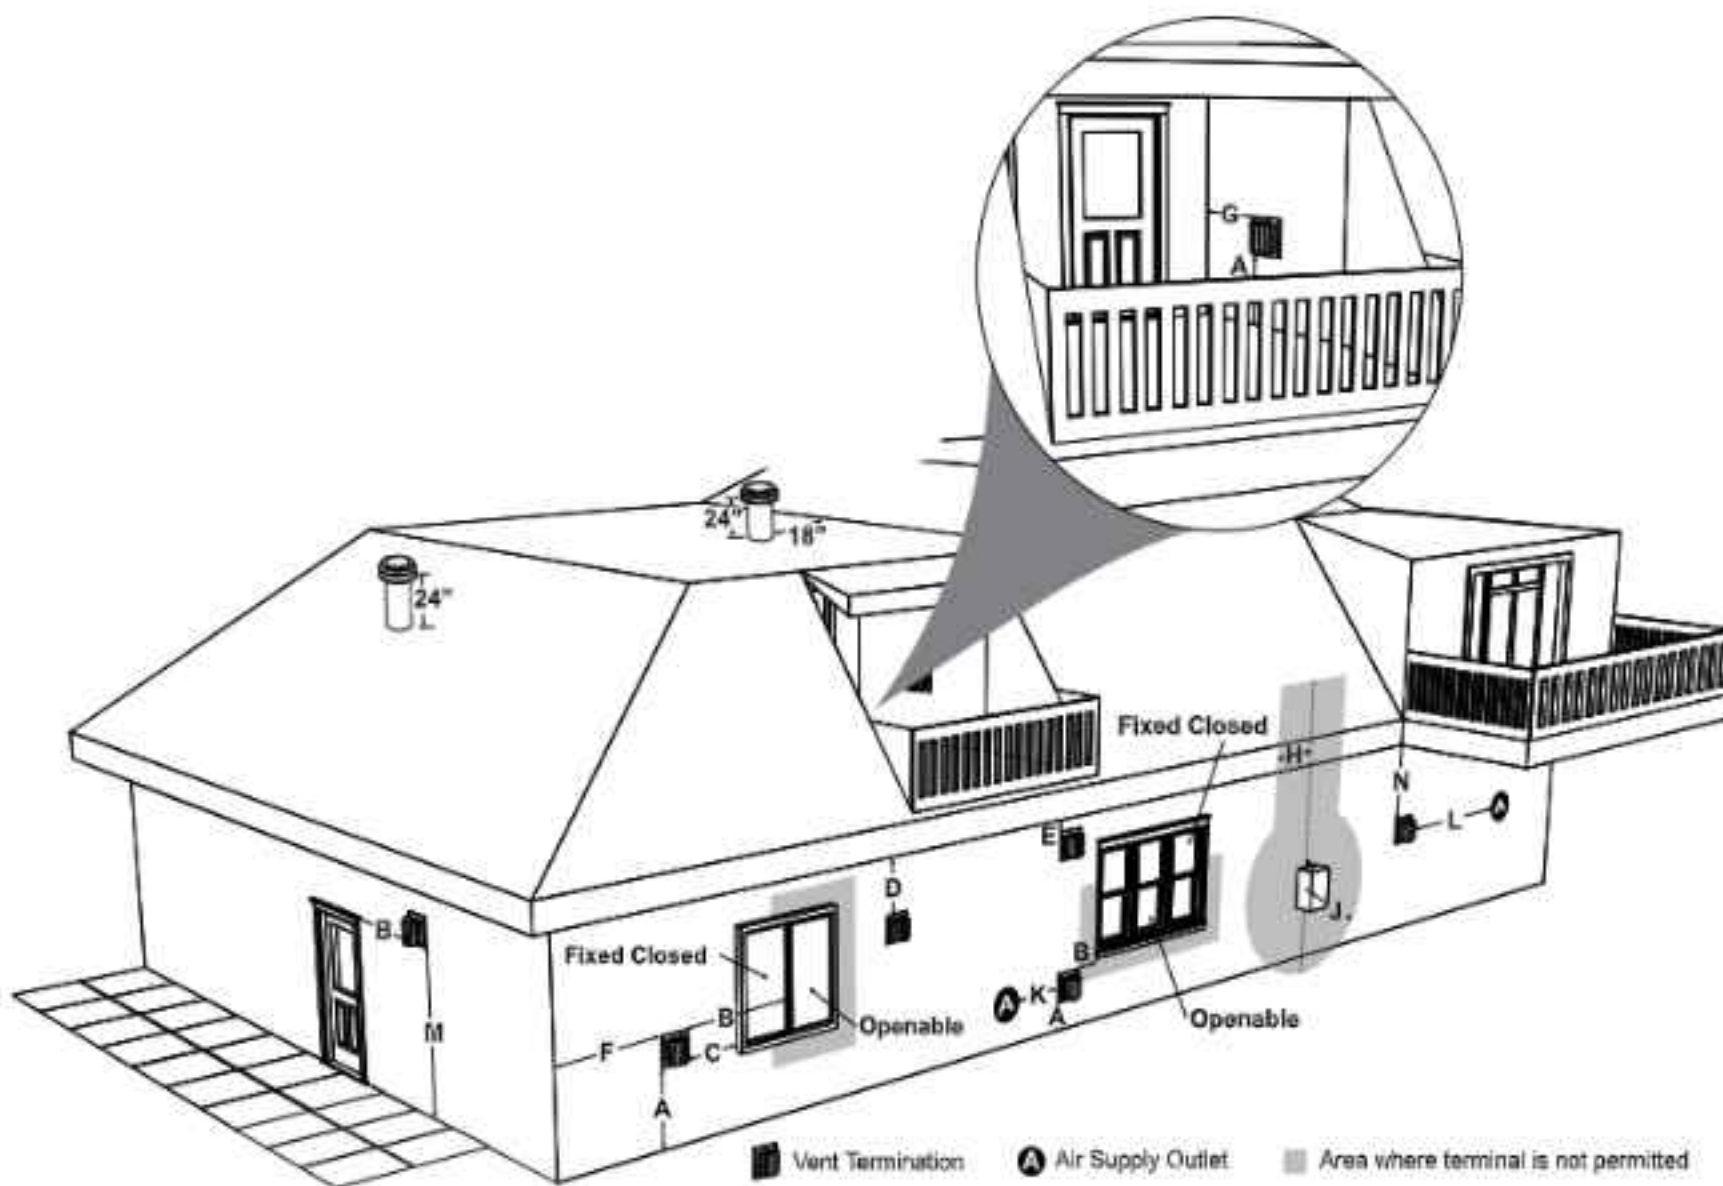 G
A
24"
18"
24"
Fixed Closed
H
N
L
A
E
D
J
B
Fixed Closed
B
K
A
A
Openable
B
Openable
M
F
C
A
Vent Termination
A Air Supply Outlet
Area where terminal is not permitted